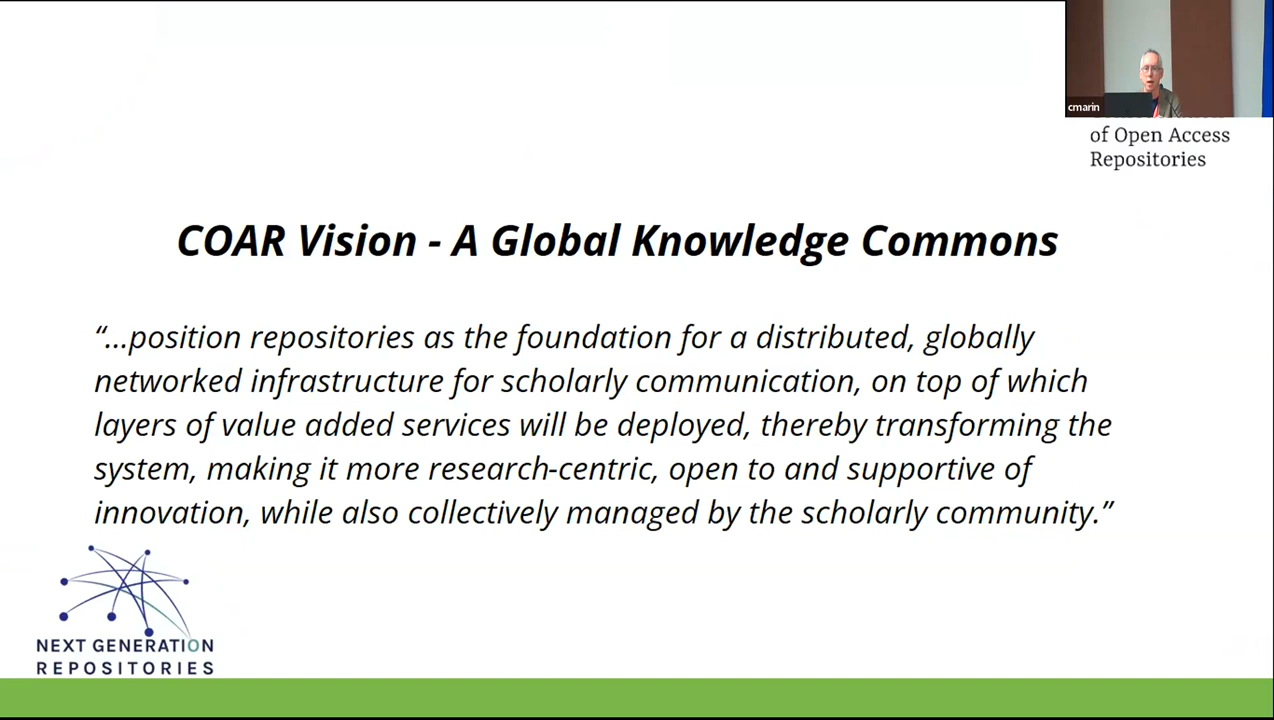 cmarin
of Open Access
Repositories
COAR Vision - A Global Knowledge Commons
“...position repositories as the foundation for a distributed, globally
networked infrastructure for scholarly communication, on top of which
layers of value added services will be deployed, thereby transforming the
system, making it more research-centric, open to and supportive of
innovation, while also collectively managed by the scholarly community.”
NEXT GENERATION
REPOSITORIES